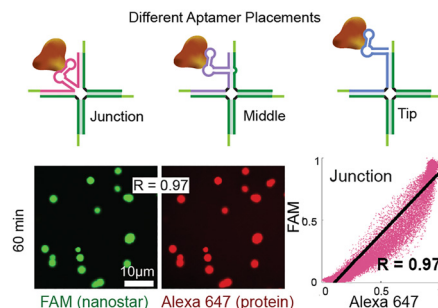 Different Aptamer Placements
Junction
Middle
Tip
60 min
R = 0.97
10μm
FAM (nanostar)
Alexa 647 (protein)
Junction
FAM
1
0.5
0
0
0.5
R = 0.97
Alexa 647